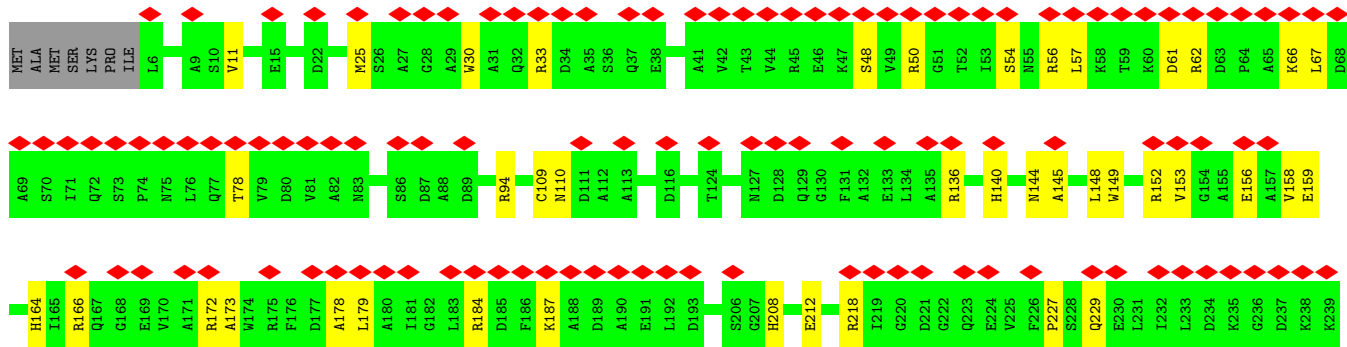 MET ALA MET SER LYS PRO ILE L6 A9 S10 V11 E15 D22 M25 S26 A27 G28 A29 W30 A31 Q32 R33 D34 A35 S36 Q37 E38 A41 V42 T43 V44 R45 E46 K47 S48 V49 R50 G51 T52 I53 S54 N55 R56 L57 K58 T59 K60 D61 R62 D63 P64 A65 K66 L67 D68
A69 S70 I71 Q72 S73 P74 N75 L76 Q77 T78 V79 D80 V81 A82 N83 S86 D87 A88 D89 R94 C109 N110 D111 A112 A113 D116 T124 N127 D128 Q129 G130 F131 A132 E133 L134 A135 R136 H140 N144 A145 L148 W149 R152 V153 G154 A155 E156 A157 V158 E159
H164 I165 R166 Q167 G168 E169 V170 A171 R172 A173 W174 R175 F176 D177 A178 L179 A180 I181 G182 L183 R184 D185 F186 K187 A188 D189 A190 E191 L192 D193 S206 G207 H208 E212 R218 I219 G220 D221 G222 Q223 E224 V225 F226 P227 S228 Q229 E230 L231 I232 L233 D234 K235 G236 D237 K238 K239